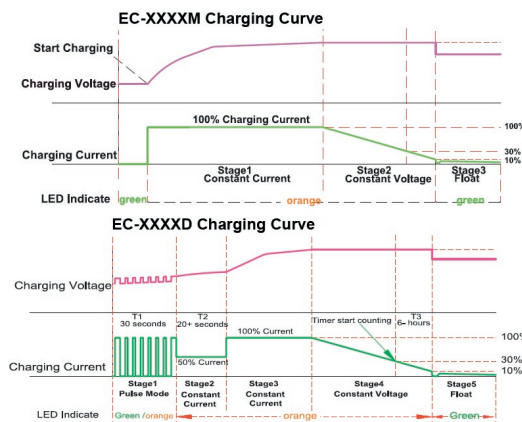 EC-XXXXM Charging Curve
Start Charging
Charging Voltage
100% Charging Current
100%
Charging Current
30%
10%
Stage1 Stage2 Stage3
Constant Current Constant Voltage Float
LED Indicate green orange green
EC-XXXXD Charging Curve
Charging Voltage
T1 T2 T3
30 seconds 20+ seconds 6- hours
Timer start counting
100% Current 100%
50% Current
30%
Charging Current 10%
Stage1 Stage2 Stage3 Stage4 Stage5
Pulse Mode Constant Constant Constant Voltage Float
Current Current
LED Indicate Green /orange orange Green